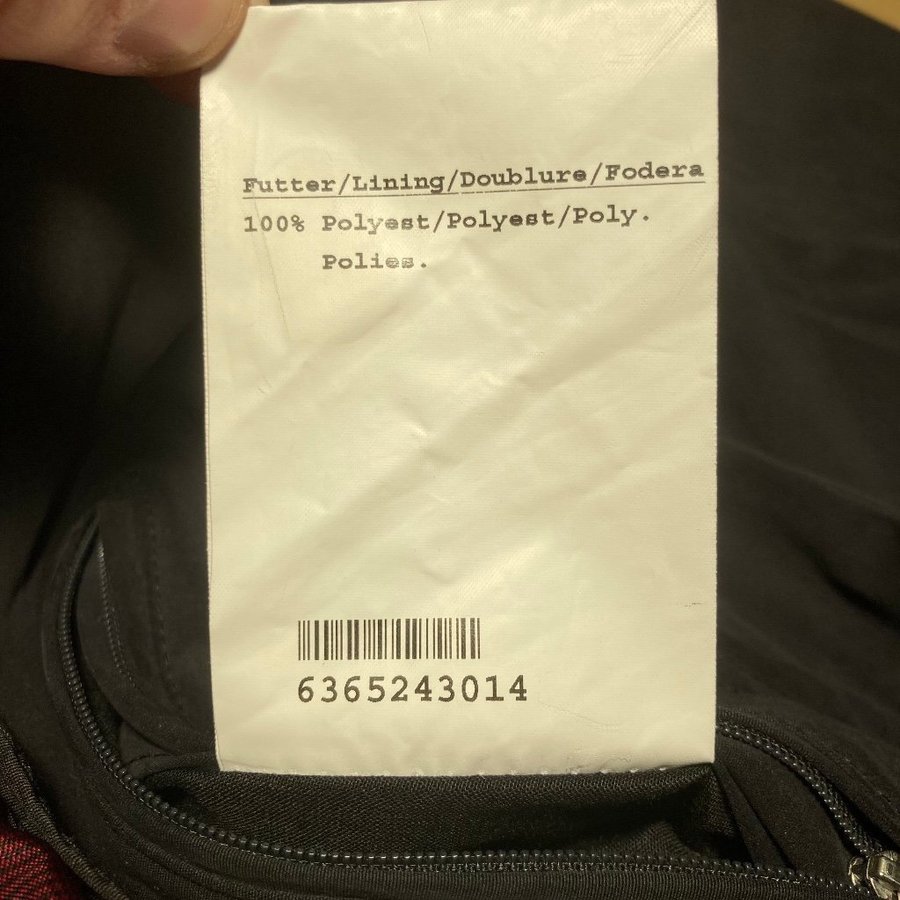 Futter/Lining/Doublure/Fodera
100% Polyest/Polyest/Poly.
Polies.
6365243014